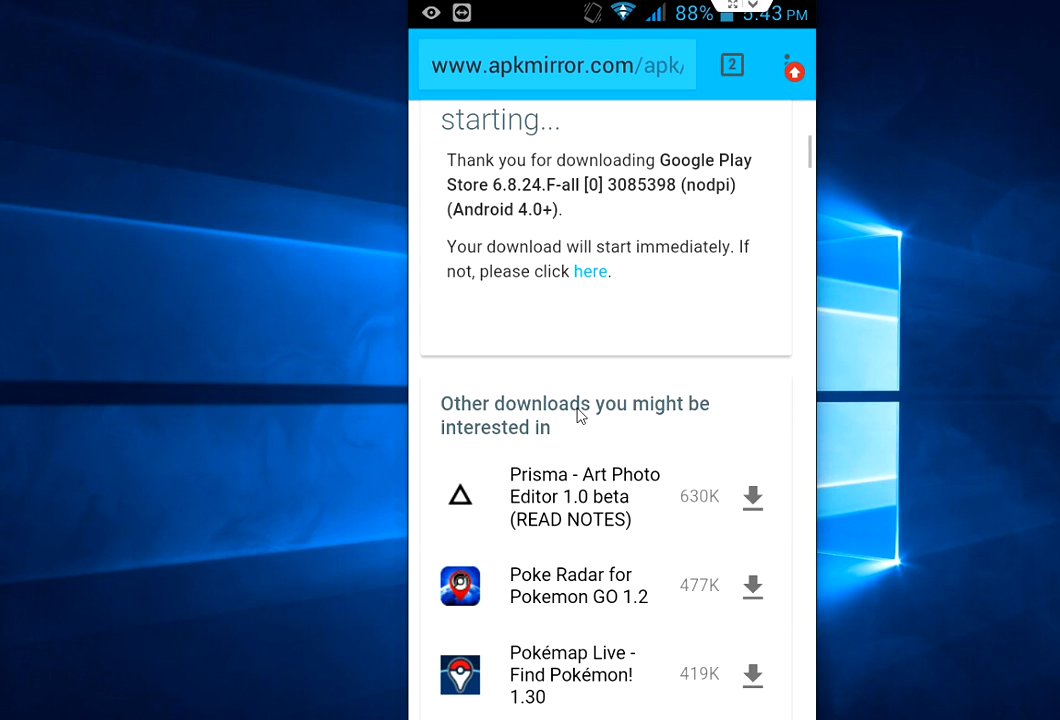 88% 5:43 PM
www.apkmirror.com/apk/ 2
starting...
Thank you for downloading Google Play
Store 6.8.24.F-all [0] 3085398 (nodpi)
(Android 4.0+).
Your download will start immediately. If
not, please click here.
Other downloads you might be
interested in
Prisma - Art Photo
Editor 1.0 beta 630K
(READ NOTES)
Poke Radar for
Pokemon GO 1.2 477K
Pokémap Live -
Find Pokémon! 419K
1.30